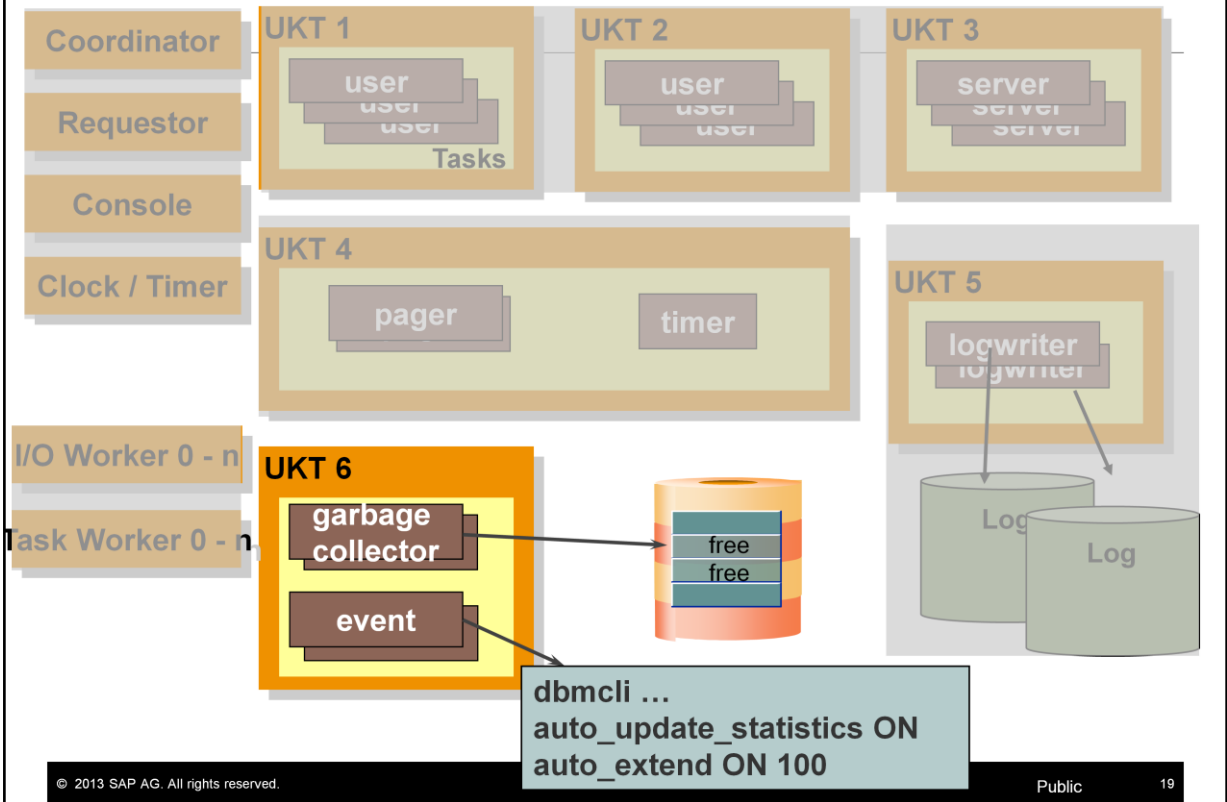 Coordinator
Requestor
Console
Clock / Timer
I/O Worker 0 - n
Task Worker 0 - n
UKT 1
user
user
user
Tasks
UKT 2
user
user
user
UKT 3
server
server
server
UKT 4
pager
timer
UKT 5
logwriter
logwriter
Log
Log
UKT 6
garbage
collector
event
free
free
dbmcli …
auto_update_statistics ON
auto_extend ON 100
© 2013 SAP AG. All rights reserved.
Public
19